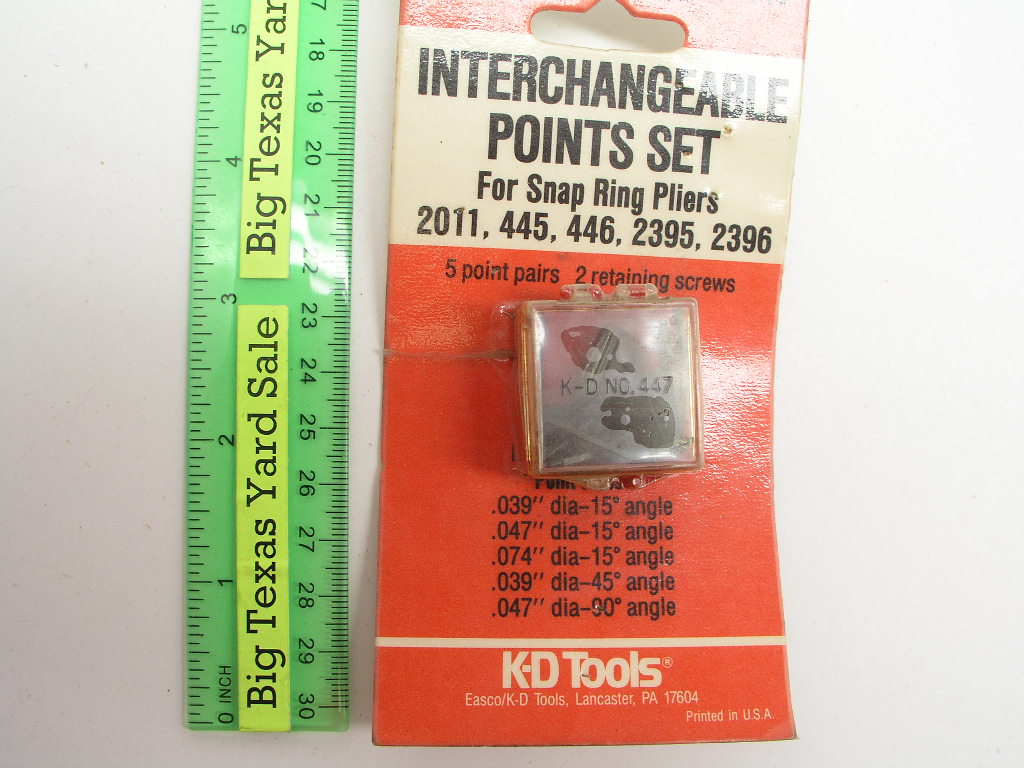 INTERCHANGEABLE
POINTS SET
For Snap Ring Pliers
2011, 445, 446, 2395, 2396
5 point pairs 2 retaining screws
K-D NO. 447
.039" dia-15° angle
.047" dia-15° angle
.074" dia-15° angle
.039" dia-45° angle
.047" dia-90° angle
K-D Tools®
Easco/K-D Tools, Lancaster, PA 17604
Printed in U.S.A.
Big Texas Yar
Big Texas Yard Sale
5
4
3
2
1
0 INCH
17
18
19
20
21
22
23
24
25
26
27
28
29
30